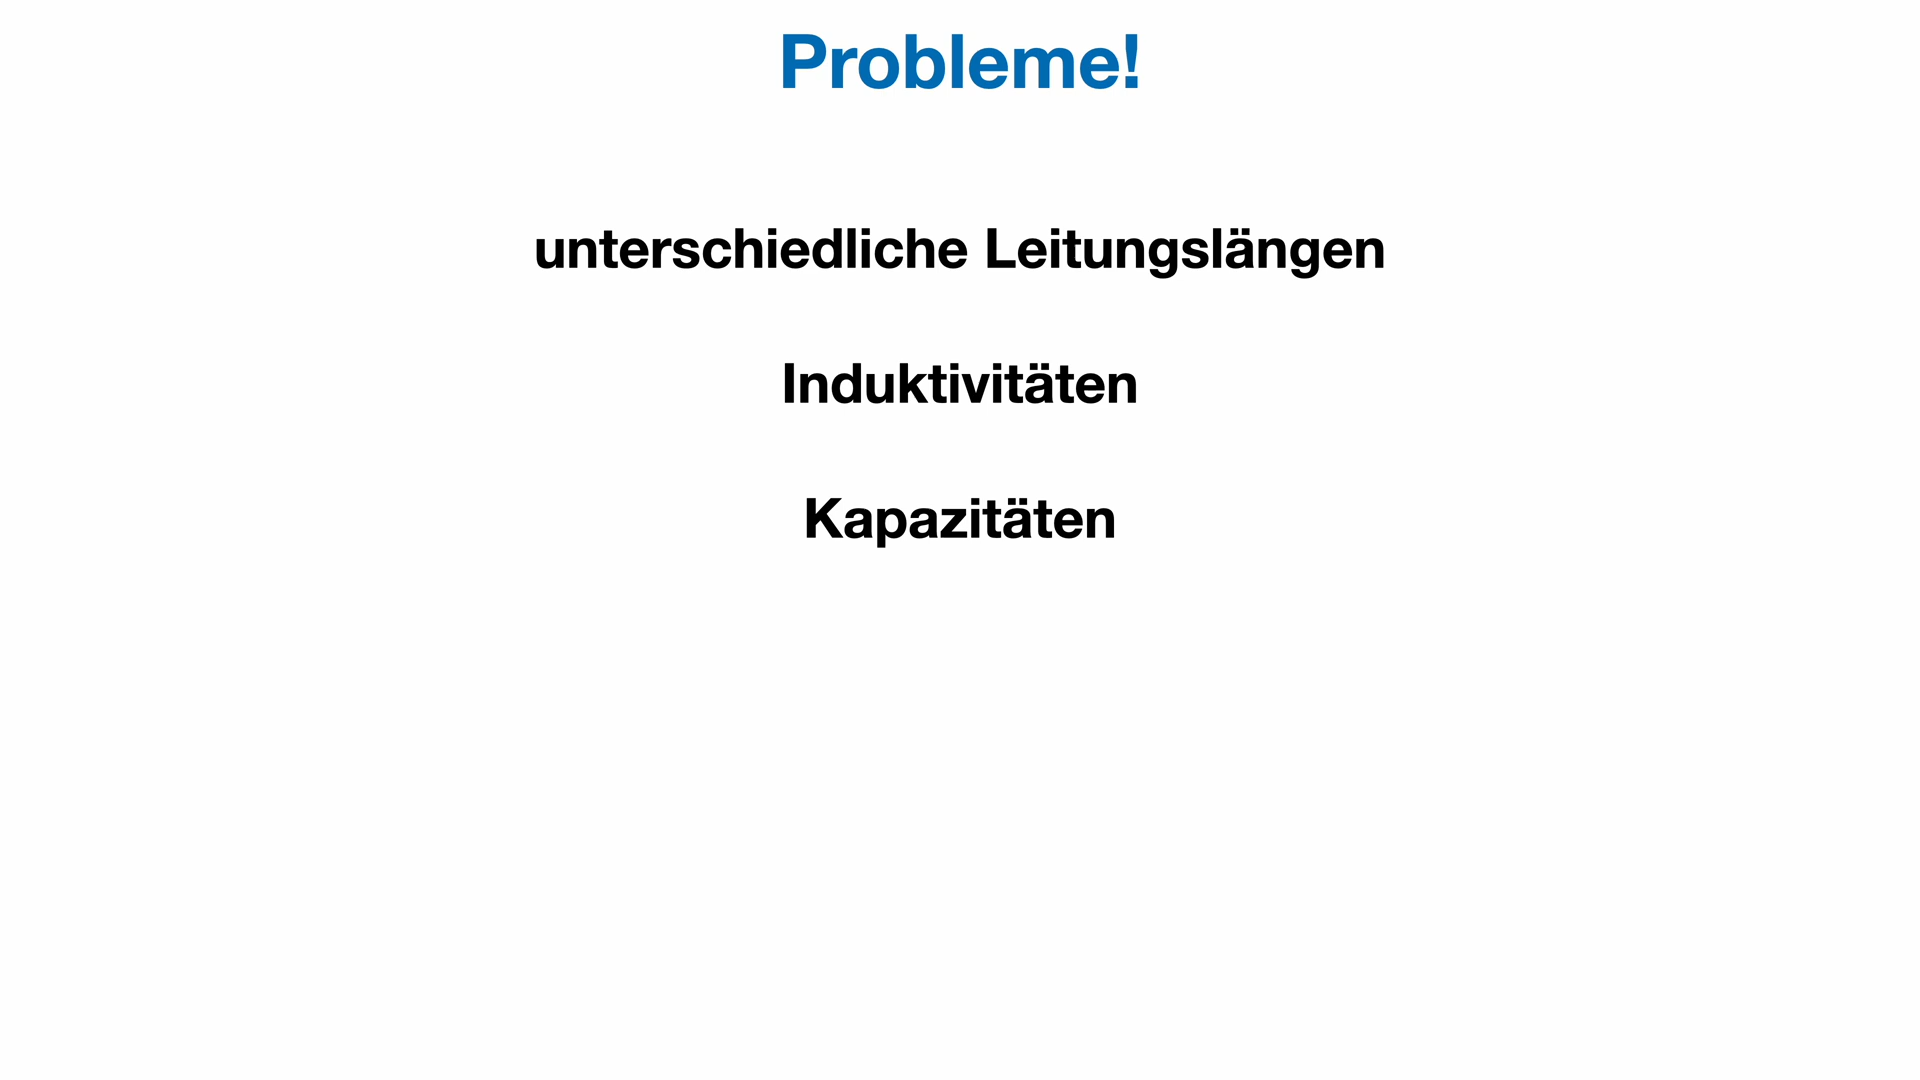 Probleme!
unterschiedliche Leitungslängen
Induktivitäten
Kapazitäten